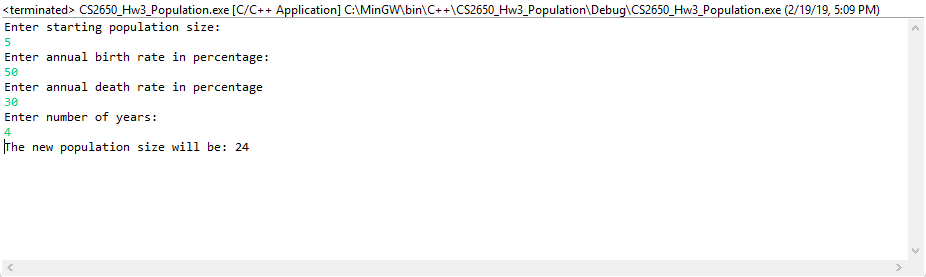 <terminated> CS2650_Hw3_Population.exe [C/C++ Application] C:\MinGW\bin\C++\CS2650_Hw3_Population\Debug\CS2650_Hw3_Population.exe (2/19/19, 5:09 PM)
Enter starting population size:
5
Enter annual birth rate in percentage:
50
Enter annual death rate in percentage
30
Enter number of years:
4
The new population size will be: 24